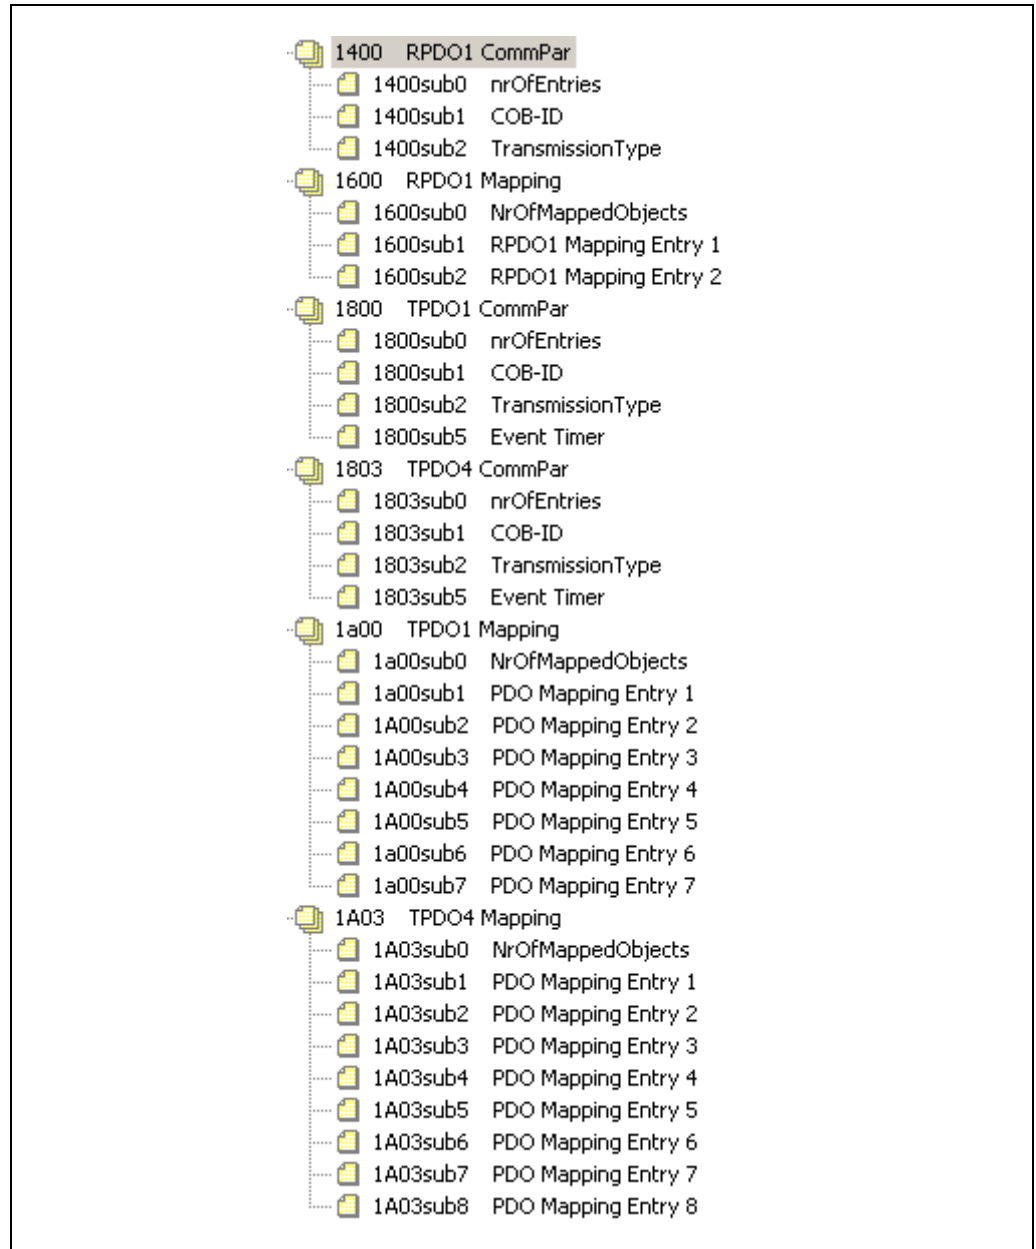 1400 RPDO1 CommPar
1400sub0 nrOfEntries
1400sub1 COB-ID
1400sub2 TransmissionType
1600 RPDO1 Mapping
1600sub0 NrOfMappedObjects
1600sub1 RPDO1 Mapping Entry 1
1600sub2 RPDO1 Mapping Entry 2
1800 TPDO1 CommPar
1800sub0 nrOfEntries
1800sub1 COB-ID
1800sub2 TransmissionType
1800sub5 Event Timer
1803 TPDO4 CommPar
1803sub0 nrOfEntries
1803sub1 COB-ID
1803sub2 TransmissionType
1803sub5 Event Timer
1a00 TPDO1 Mapping
1a00sub0 NrOfMappedObjects
1a00sub1 PDO Mapping Entry 1
1A00sub2 PDO Mapping Entry 2
1A00sub3 PDO Mapping Entry 3
1A00sub4 PDO Mapping Entry 4
1A00sub5 PDO Mapping Entry 5
1a00sub6 PDO Mapping Entry 6
1a00sub7 PDO Mapping Entry 7
1A03 TPDO4 Mapping
1A03sub0 NrOfMappedObjects
1A03sub1 PDO Mapping Entry 1
1A03sub2 PDO Mapping Entry 2
1A03sub3 PDO Mapping Entry 3
1A03sub4 PDO Mapping Entry 4
1A03sub5 PDO Mapping Entry 5
1A03sub6 PDO Mapping Entry 6
1A03sub7 PDO Mapping Entry 7
1A03sub8 PDO Mapping Entry 8